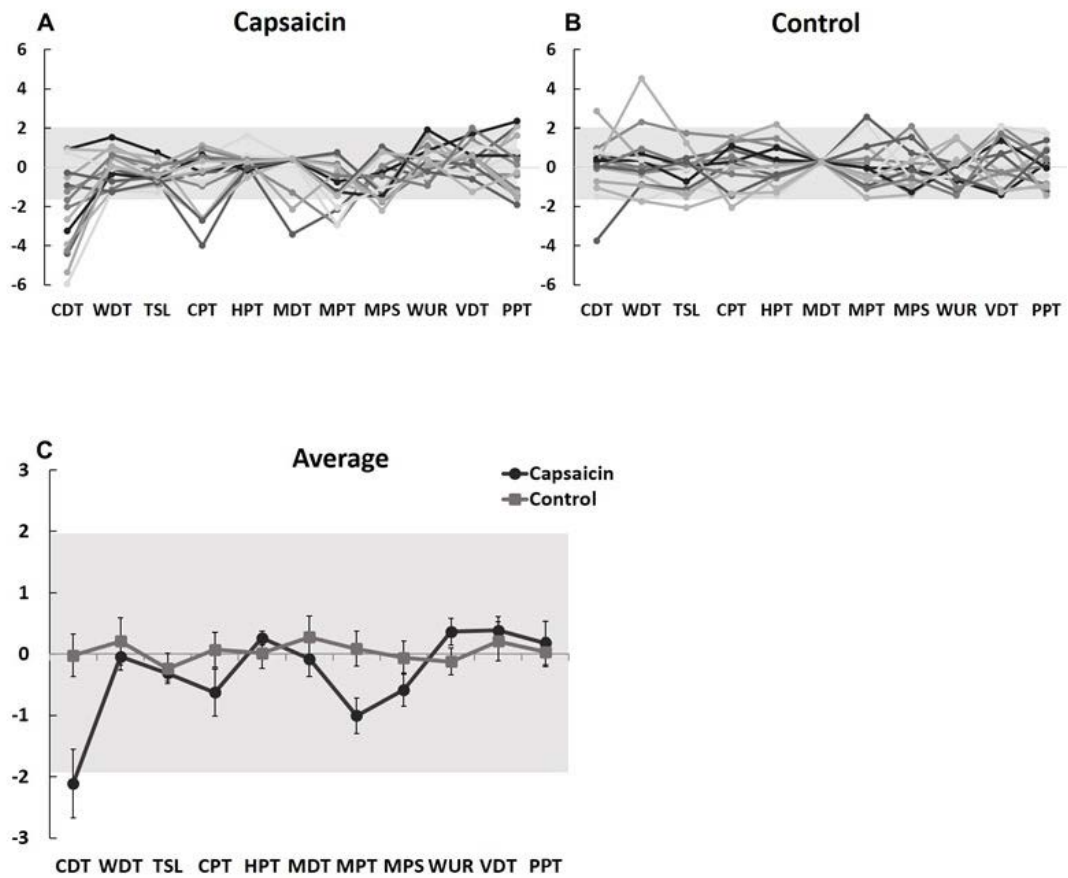 A
Capsaicin
6
4
2
0
-2
-4
-6
CDT WDT TSL CPT HPT MDT MPT MPS WUR VDT PPT
B
Control
6
4
2
0
-2
-4
-6
CDT WDT TSL CPT HPT MDT MPT MPS WUR VDT PPT
C
Average
Capsaicin
Control
3
2
1
0
-1
-2
-3
CDT WDT TSL CPT HPT MDT MPT MPS WUR VDT PPT